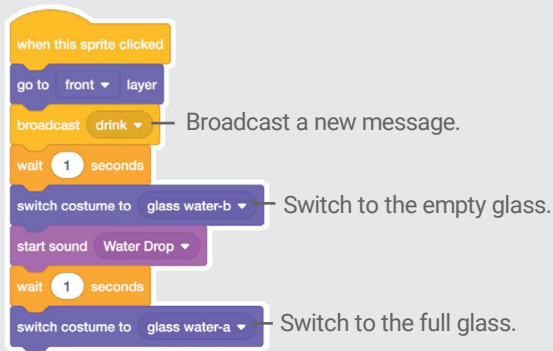 when this sprite clicked
go to front layer
broadcast drink Broadcast a new message.
wait 1 seconds
switch costume to glass water-b Switch to the empty glass.
start sound Water Drop
wait 1 seconds
switch costume to glass water-a Switch to the full glass.